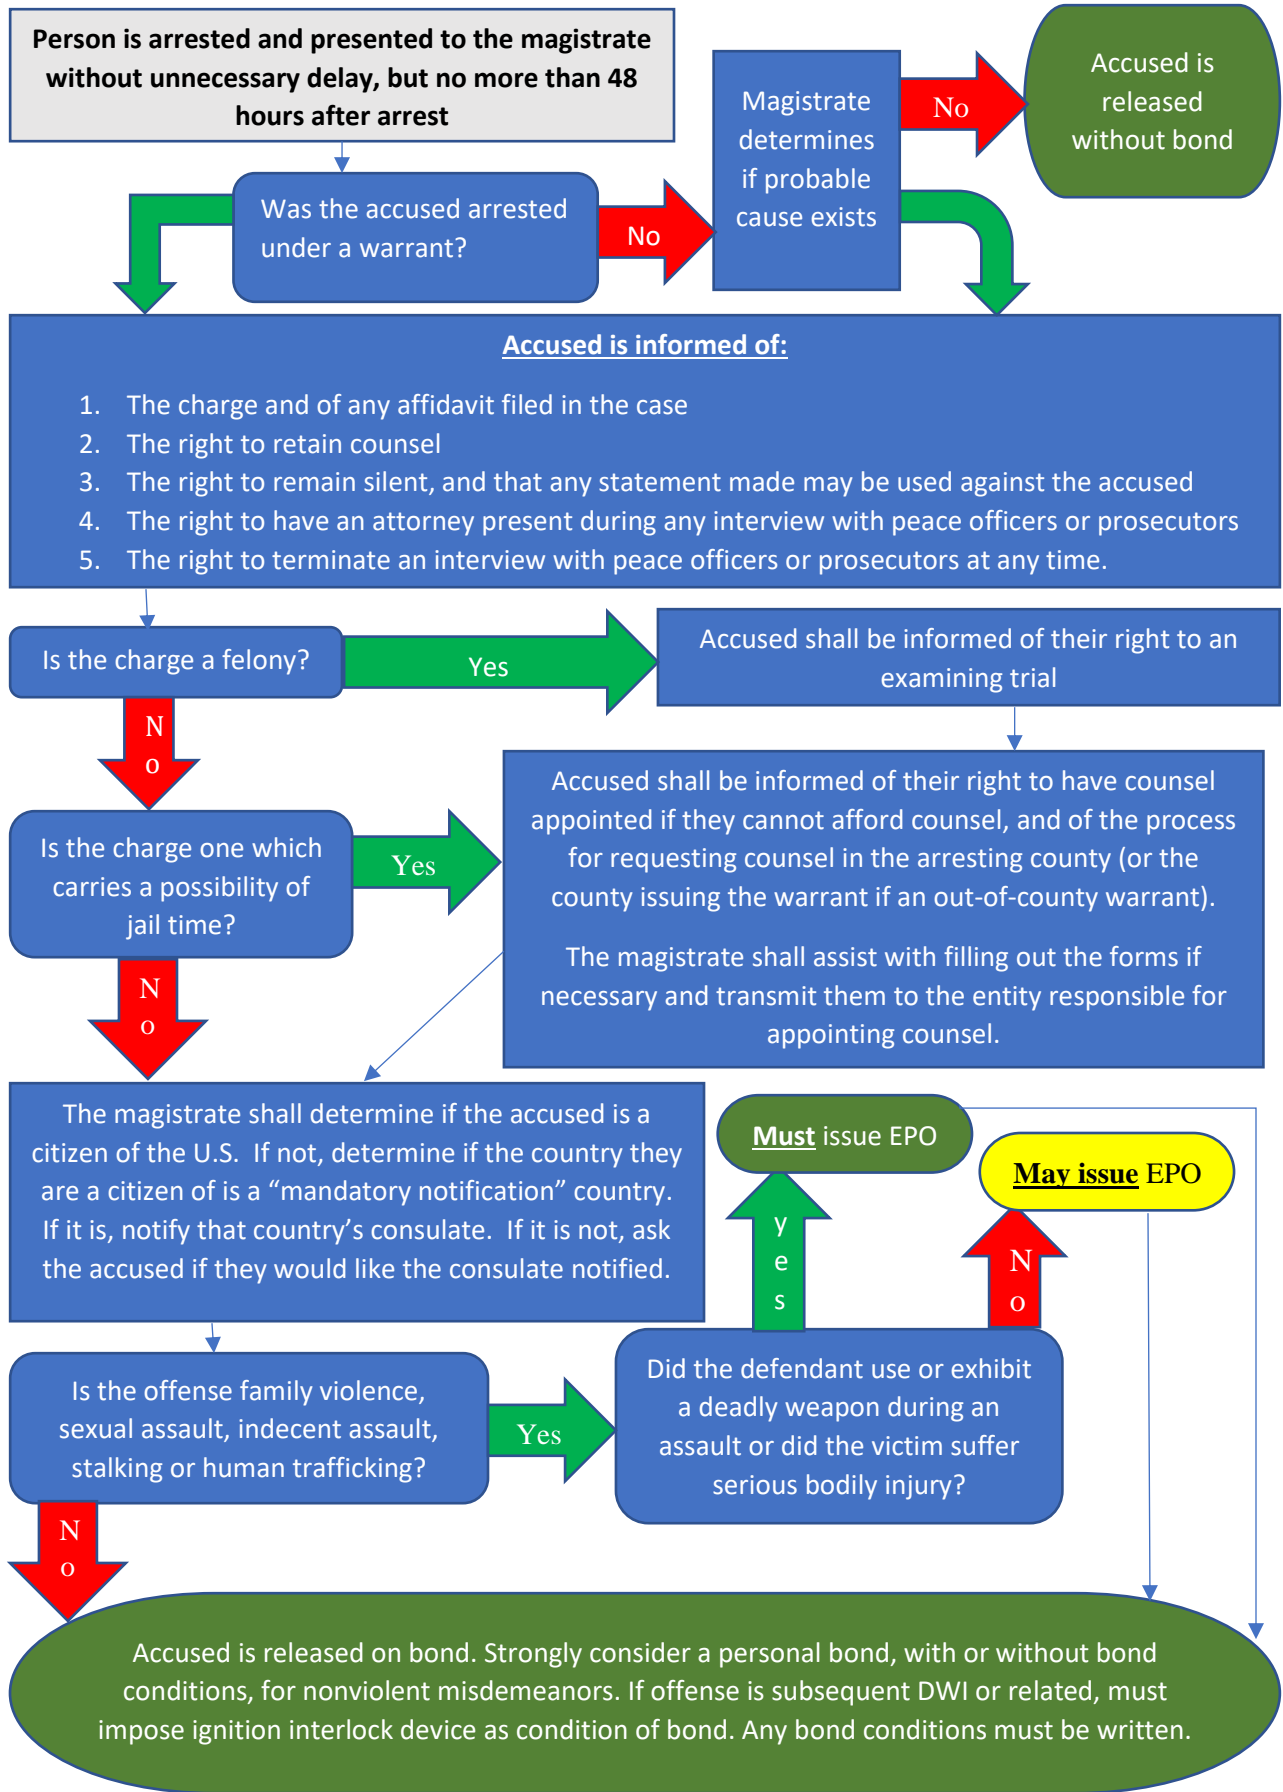 Person is arrested and presented to the magistrate
without unnecessary delay, but no more than 48
hours after arrest
Magistrate
determines
if probable
cause exists
No
Accused is
released
without bond
Was the accused arrested
under a warrant?
No
Accused is informed of:
1. The charge and of any affidavit filed in the case
2. The right to retain counsel
3. The right to remain silent, and that any statement made may be used against the accused
4. The right to have an attorney present during any interview with peace officers or prosecutors
5. The right to terminate an interview with peace officers or prosecutors at any time.
Is the charge a felony?
Yes
Accused shall be informed of their right to an
examining trial
N
o
Accused shall be informed of their right to have counsel
appointed if they cannot afford counsel, and of the process
for requesting counsel in the arresting county (or the
county issuing the warrant if an out-of-county warrant).
The magistrate shall assist with filling out the forms if
necessary and transmit them to the entity responsible for
appointing counsel.
Is the charge one which
carries a possibility of
jail time?
Yes
N
o
The magistrate shall determine if the accused is a
citizen of the U.S. If not, determine if the country they
are a citizen of is a “mandatory notification” country.
If it is, notify that country’s consulate. If it is not, ask
the accused if they would like the consulate notified.
Must issue EPO
May issue EPO
y
e
s
N
o
Is the offense family violence,
sexual assault, indecent assault,
stalking or human trafficking?
Yes
Did the defendant use or exhibit
a deadly weapon during an
assault or did the victim suffer
serious bodily injury?
N
o
Accused is released on bond. Strongly consider a personal bond, with or without bond
conditions, for nonviolent misdemeanors. If offense is subsequent DWI or related, must
impose ignition interlock device as condition of bond. Any bond conditions must be written.